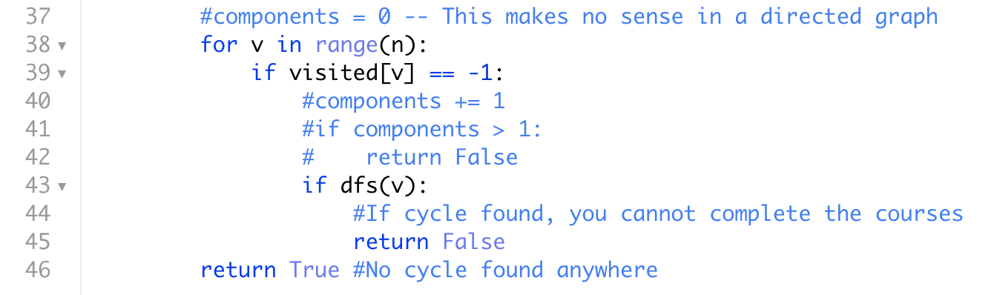 37 #components = 0 -- This makes no sense in a directed graph
38 for v in range(n):
39 if visited[v] == -1:
40 #components += 1
41 #if components > 1:
42 #    return False
43 if dfs(v):
44 #If cycle found, you cannot complete the courses
45 return False
46 return True #No cycle found anywhere